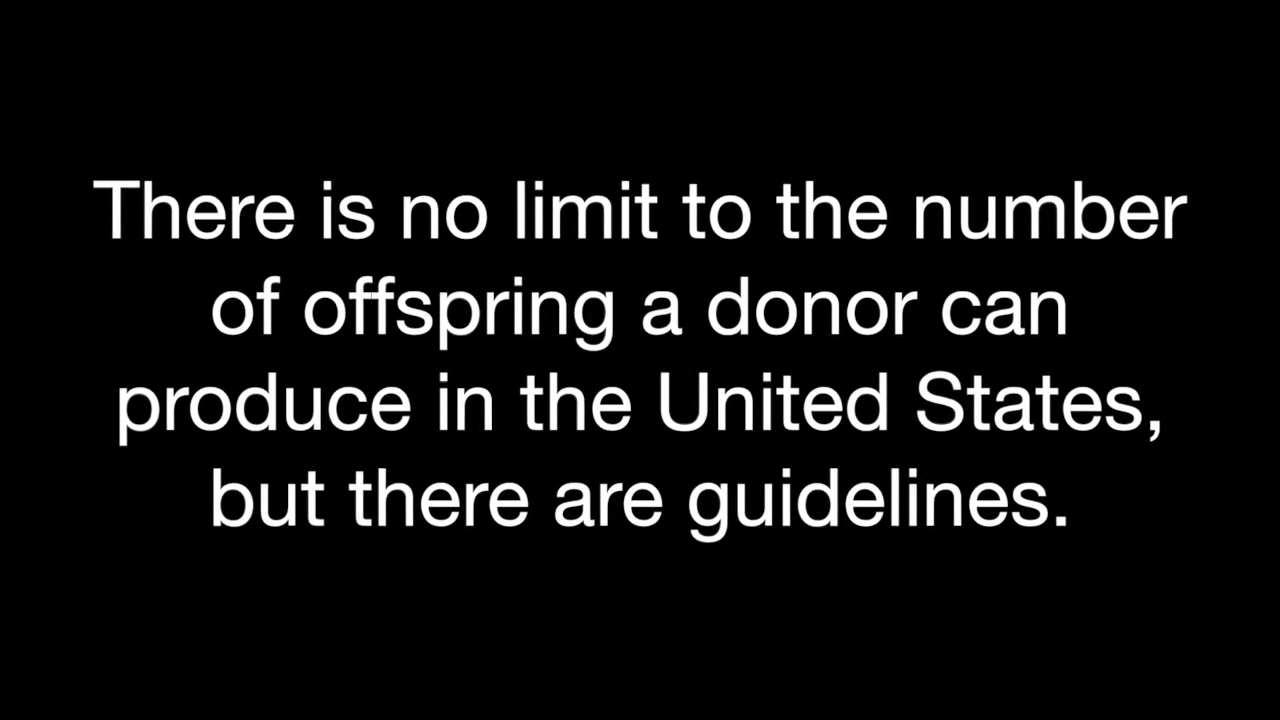 There is no limit to the number
of offspring a donor can
produce in the United States,
but there are guidelines.